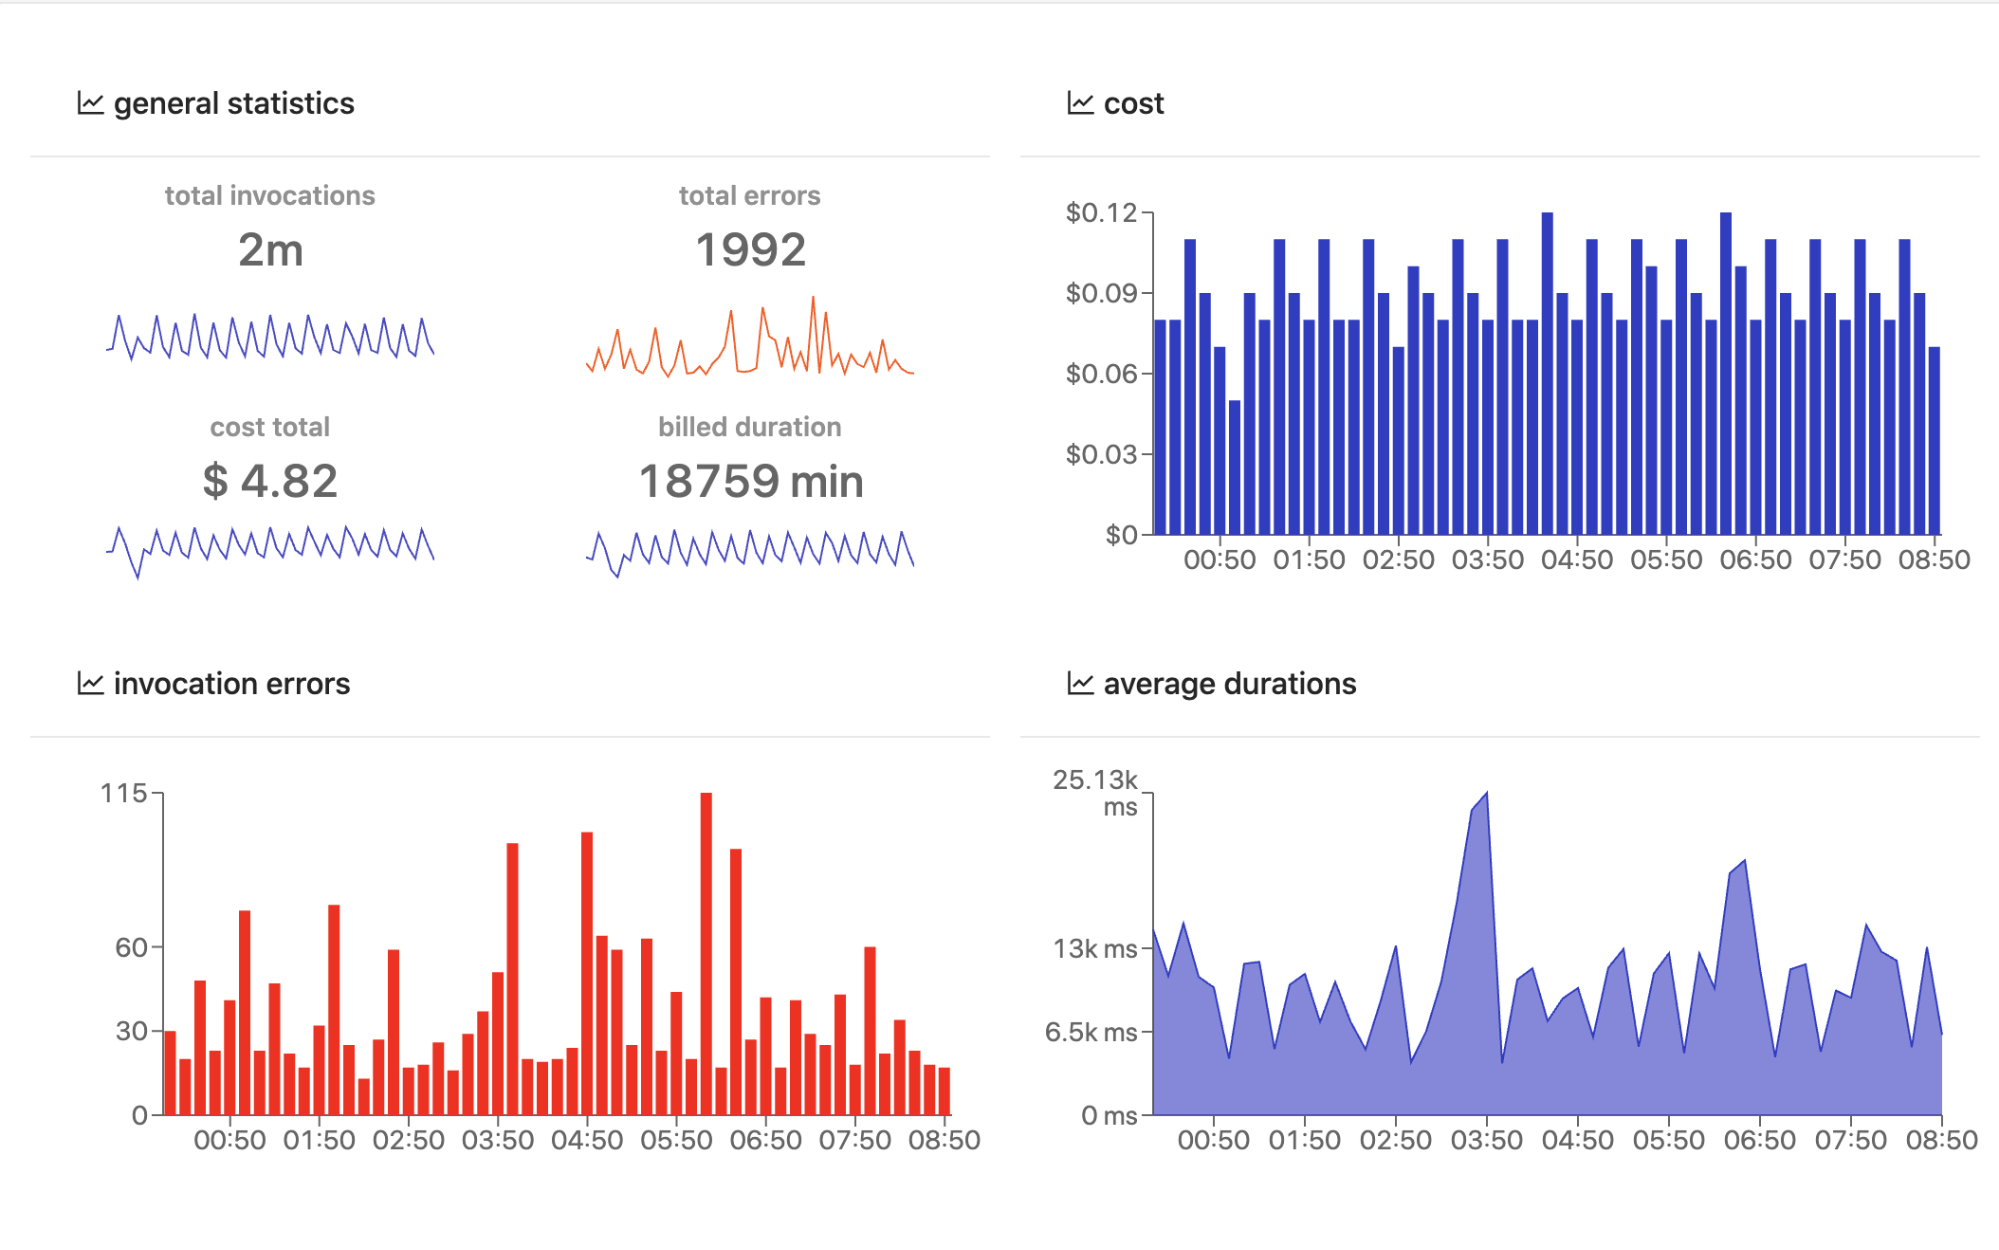 general statistics
total invocations
2m
total errors
1992
cost total
$ 4.82
billed duration
18759 min
cost
$0.12
$0.09
$0.06
$0.03
$0
00:50 01:50 02:50 03:50 04:50 05:50 06:50 07:50 08:50
invocation errors
115
60
30
0
00:50 01:50 02:50 03:50 04:50 05:50 06:50 07:50 08:50
average durations
25.13k
ms
13k ms
6.5k ms
0 ms
00:50 01:50 02:50 03:50 04:50 05:50 06:50 07:50 08:50